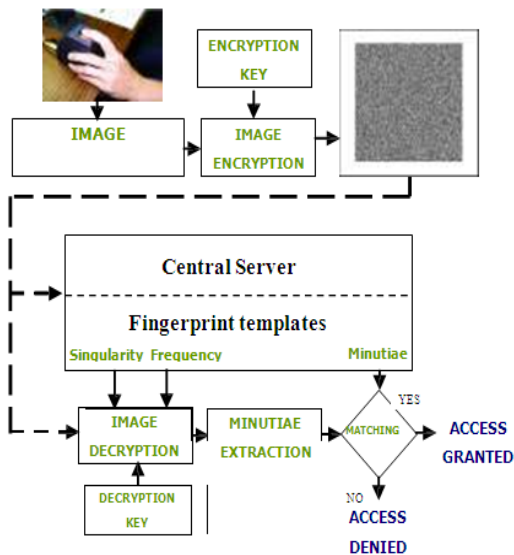 ENCRYPTION
KEY
IMAGE
IMAGE
ENCRYPTION
Central Server
Fingerprint templates
Singularity Frequency
Minutiae
IMAGE
DECRYPTION
MINUTIAE
EXTRACTION
MATCHING
YES
ACCESS
GRANTED
DECRYPTION
KEY
NO
ACCESS
DENIED